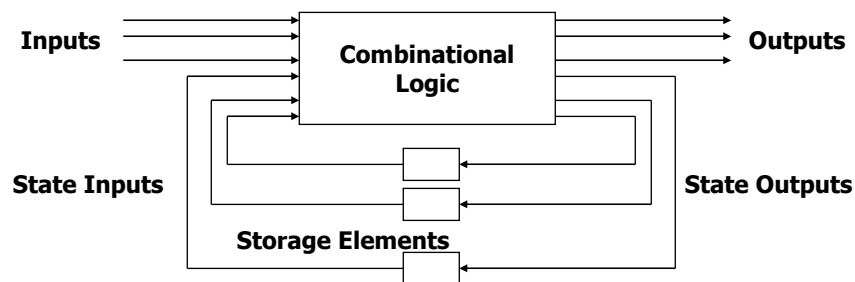 Inputs
Combinational
Logic
Outputs
State Inputs
State Outputs
Storage Elements